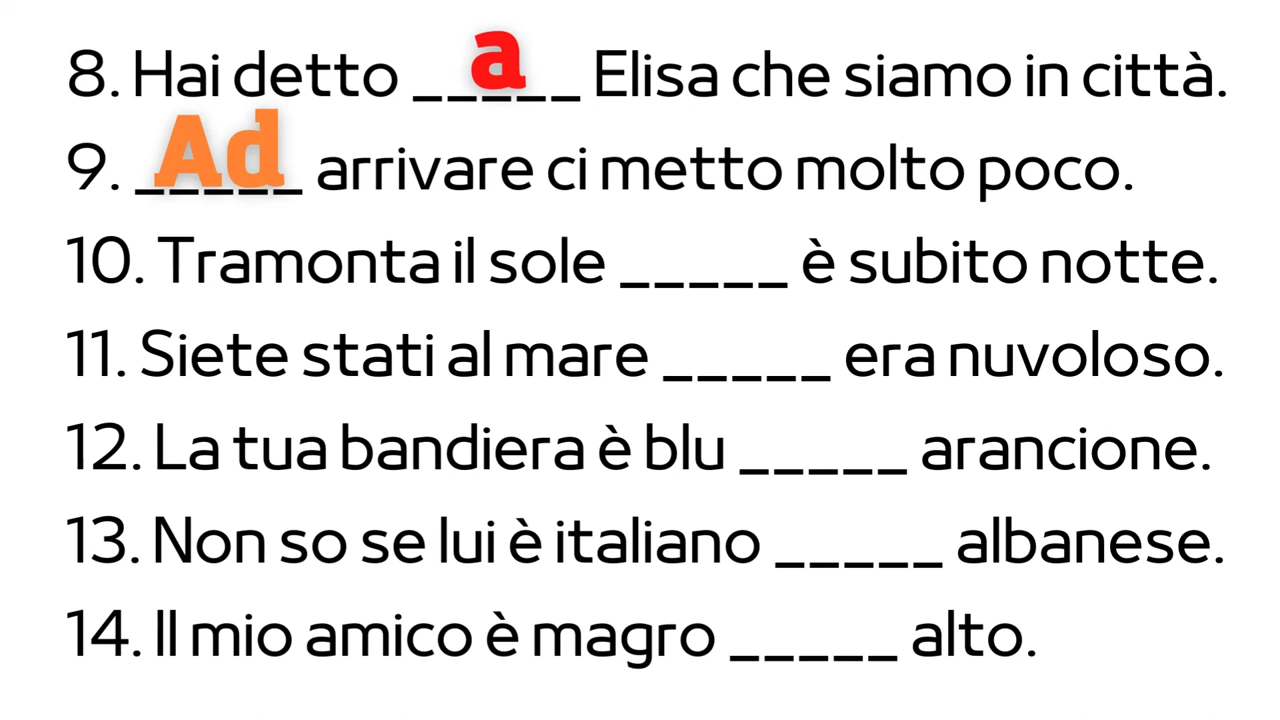 8. Hai detto __a__ Elisa che siamo in città.
9. __Ad__ arrivare ci metto molto poco.
10. Tramonta il sole _____ è subito notte.
11. Siete stati al mare _____ era nuvoloso.
12. La tua bandiera è blu _____ arancione.
13. Non so se lui è italiano _____ albanese.
14. Il mio amico è magro _____ alto.